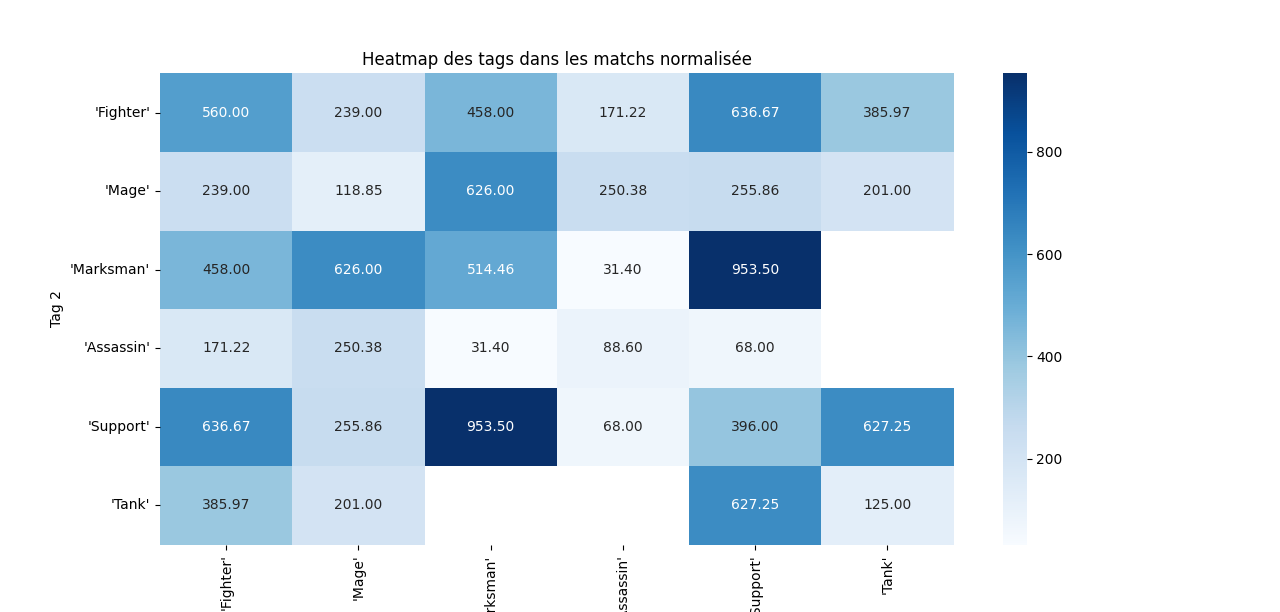 Heatmap des tags dans les matchs normalisée
'Fighter' 560.00 239.00 458.00 171.22 636.67 385.97
'Mage' 239.00 118.85 626.00 250.38 255.86 201.00
'Marksman' 458.00 626.00 514.46 31.40 953.50
'Assassin' 171.22 250.38 31.40 88.60 68.00
'Support' 636.67 255.86 953.50 68.00 396.00 627.25
'Tank' 385.97 201.00 627.25 125.00
Tag 2
'Fighter'
'Mage'
rksman'
ssassin'
Support'
'Tank'
800
600
400
200